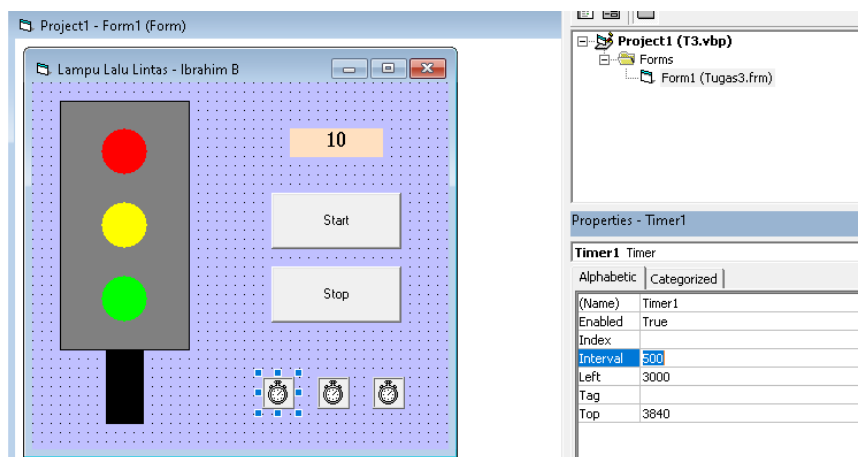 Project1 - Form1 (Form)
Lampu Lalu Lintas - Ibrahim B
10
Start
Stop
Project1 (T3.vbp)
Forms
Form1 (Tugas3.frm)
Properties - Timer1
Timer1 Timer
Alphabetic Categorized
(Name) Timer1
Enabled True
Index
Interval 500
Left 3000
Tag
Top 3840